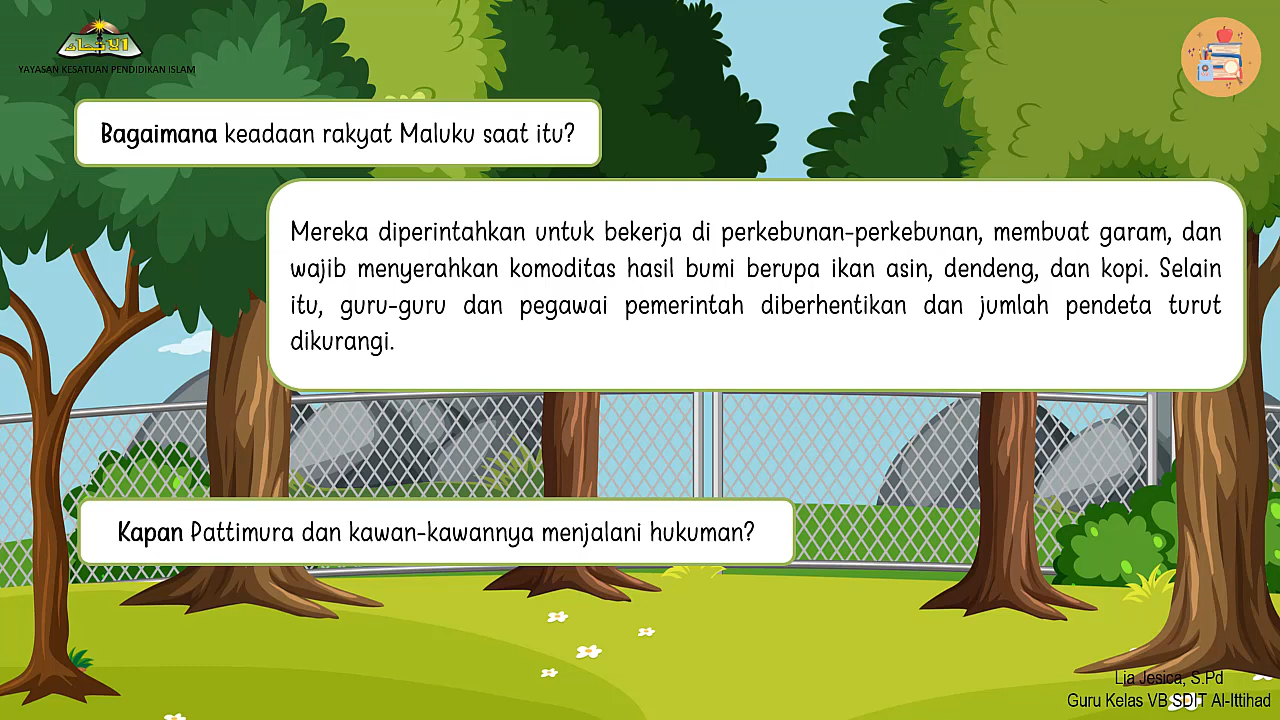 الاتحاد
YAYASAN KESATUAN PENDIDIKAN ISLAM
Bagaimana keadaan rakyat Maluku saat itu?
Mereka diperintahkan untuk bekerja di perkebunan-perkebunan, membuat garam, dan
wajib menyerahkan komoditas hasil bumi berupa ikan asin, dendeng, dan kopi. Selain
itu, guru-guru dan pegawai pemerintah diberhentikan dan jumlah pendeta turut
dikurangi.
Kapan Pattimura dan kawan-kawannya menjalani hukuman?
Lia Jesica, S.Pd
Guru Kelas VB SDIT Al-Ittihad